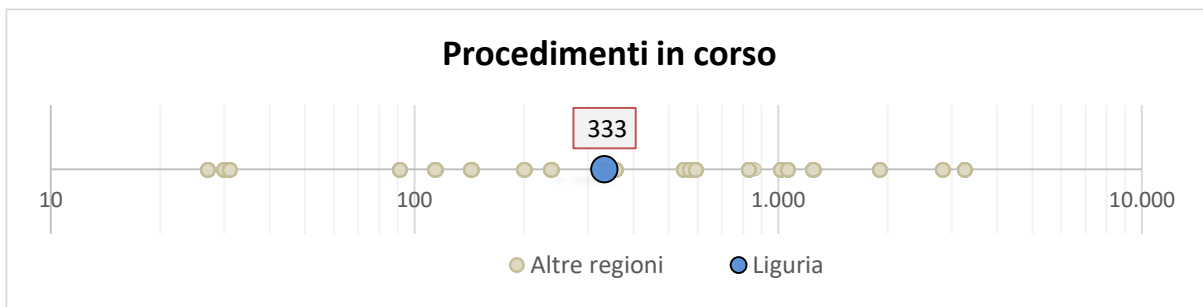 Procedimenti in corso
333
10 100 1.000 10.000
Altre regioni Liguria